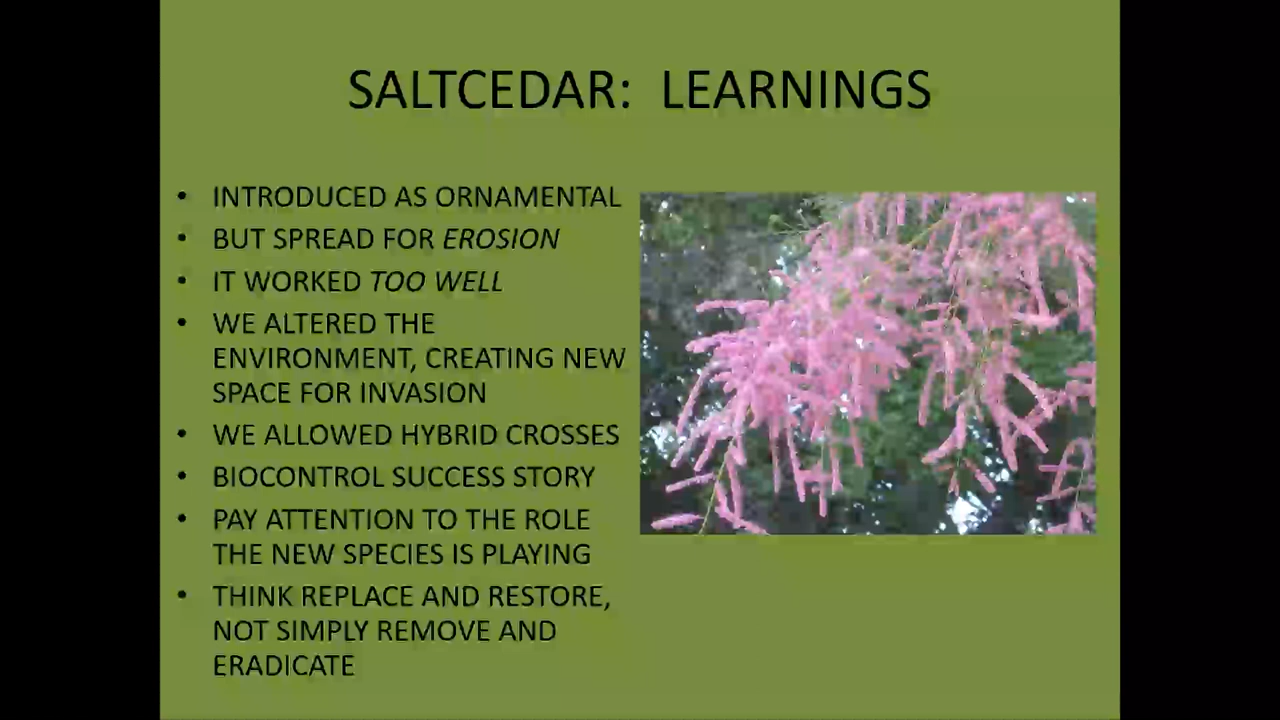 SALTCEDAR: LEARNINGS
• INTRODUCED AS ORNAMENTAL
• BUT SPREAD FOR EROSION
• IT WORKED TOO WELL
• WE ALTERED THE
ENVIRONMENT, CREATING NEW
SPACE FOR INVASION
• WE ALLOWED HYBRID CROSSES
• BIOCONTROL SUCCESS STORY
• PAY ATTENTION TO THE ROLE
THE NEW SPECIES IS PLAYING
• THINK REPLACE AND RESTORE,
NOT SIMPLY REMOVE AND
ERADICATE